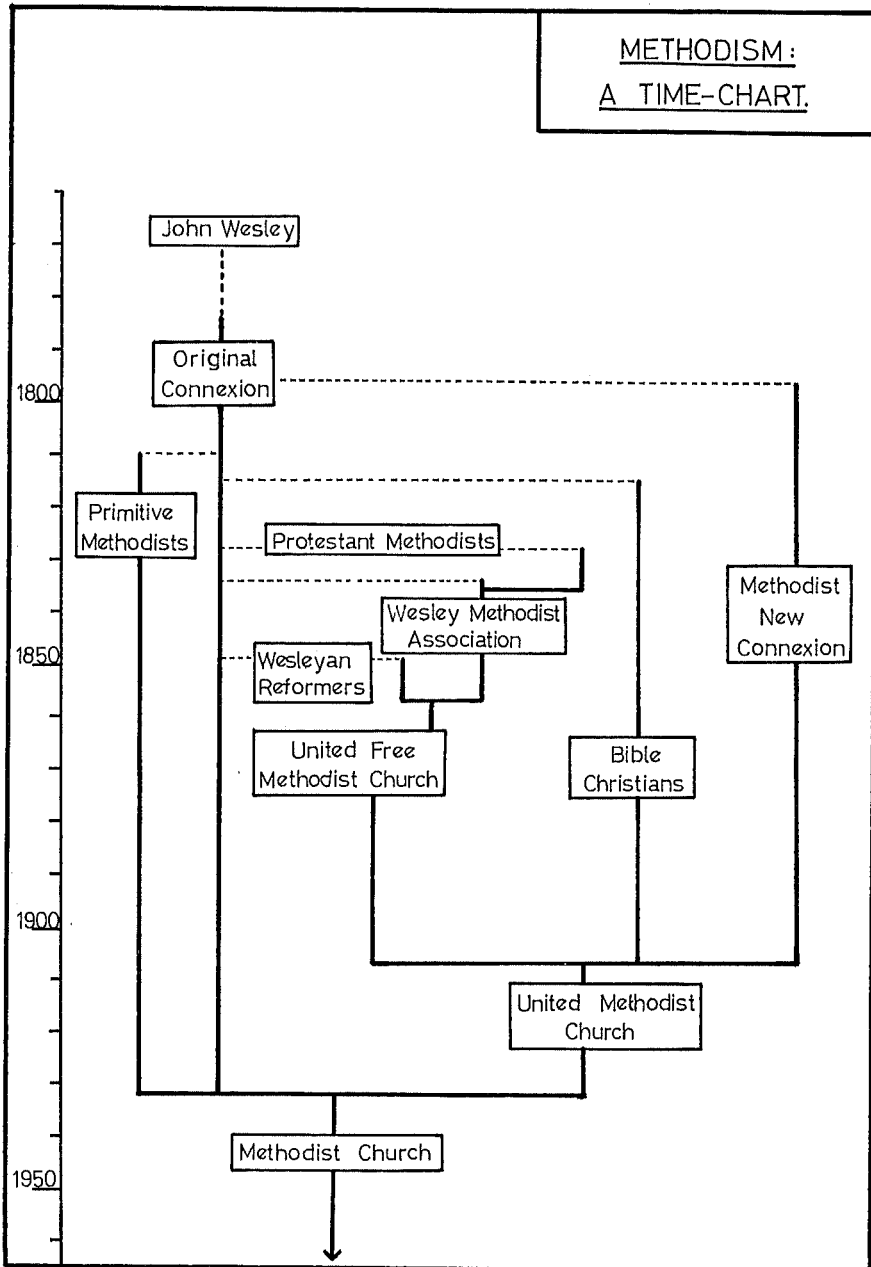 METHODISM:
A TIME-CHART.
John Wesley
Original
Connexion
1800
Primitive
Methodists
Protestant Methodists
Methodist
New
Connexion
Wesley Methodist
Association
1850
Wesleyan
Reformers
United Free
Methodist Church
Bible
Christians
1900
United Methodist
Church
Methodist Church
1950